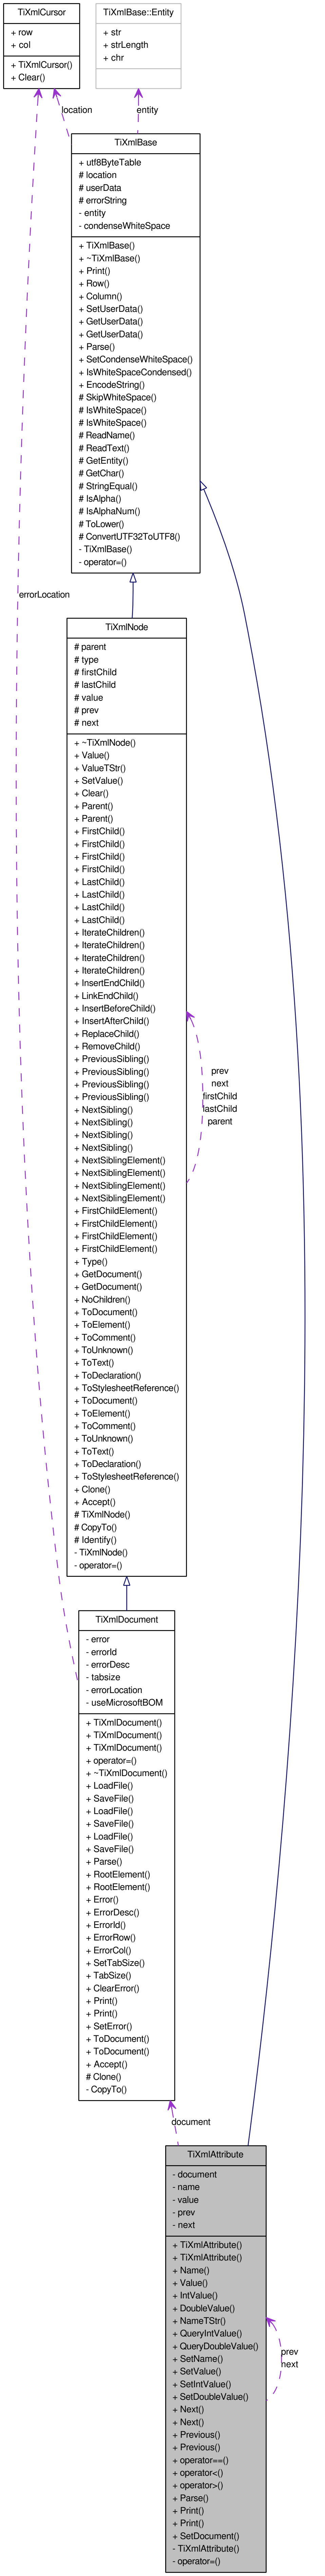 TiXmlCursor
+ row
+ col
+ TiXmlCursor()
+ Clear()
TiXmlBase::Entity
+ str
+ strLength
+ chr
location
entity
TiXmlBase
+ utf8ByteTable
# location
# userData
# errorString
- entity
- condenseWhiteSpace
+ TiXmlBase()
+ ~TiXmlBase()
+ Print()
+ Row()
+ Column()
+ SetUserData()
+ GetUserData()
+ GetUserData()
+ Parse()
+ SetCondenseWhiteSpace()
+ IsWhiteSpaceCondensed()
+ EncodeString()
# SkipWhiteSpace()
# IsWhiteSpace()
# IsWhiteSpace()
# ReadName()
# ReadText()
# GetEntity()
# GetChar()
# StringEqual()
# IsAlpha()
# IsAlphaNum()
# ToLower()
# ConvertUTF32ToUTF8()
- TiXmlBase()
- operator=()
errorLocation
TiXmlNode
# parent
# type
# firstChild
# lastChild
# value
# prev
# next
+ ~TiXmlNode()
+ Value()
+ ValueTStr()
+ SetValue()
+ Clear()
+ Parent()
+ Parent()
+ FirstChild()
+ FirstChild()
+ FirstChild()
+ FirstChild()
+ LastChild()
+ LastChild()
+ LastChild()
+ LastChild()
+ IterateChildren()
+ IterateChildren()
+ IterateChildren()
+ IterateChildren()
+ InsertEndChild()
+ LinkEndChild()
+ InsertBeforeChild()
+ InsertAfterChild()
+ ReplaceChild()
+ RemoveChild()
+ PreviousSibling()
+ PreviousSibling()
+ PreviousSibling()
+ PreviousSibling()
+ NextSibling()
+ NextSibling()
+ NextSibling()
+ NextSibling()
+ NextSiblingElement()
+ NextSiblingElement()
+ NextSiblingElement()
+ NextSiblingElement()
+ FirstChildElement()
+ FirstChildElement()
+ FirstChildElement()
+ FirstChildElement()
+ Type()
+ GetDocument()
+ GetDocument()
+ NoChildren()
+ ToDocument()
+ ToElement()
+ ToComment()
+ ToUnknown()
+ ToText()
+ ToDeclaration()
+ ToStylesheetReference()
+ ToDocument()
+ ToElement()
+ ToComment()
+ ToUnknown()
+ ToText()
+ ToDeclaration()
+ ToStylesheetReference()
+ Clone()
+ Accept()
# TiXmlNode()
# CopyTo()
# Identify()
- TiXmlNode()
- operator=()
prev
next
firstChild
lastChild
parent
TiXmlDocument
- error
- errorId
- errorDesc
- tabsize
- errorLocation
- useMicrosoftBOM
+ TiXmlDocument()
+ TiXmlDocument()
+ TiXmlDocument()
+ operator=()
+ ~TiXmlDocument()
+ LoadFile()
+ SaveFile()
+ LoadFile()
+ SaveFile()
+ LoadFile()
+ SaveFile()
+ Parse()
+ RootElement()
+ RootElement()
+ Error()
+ ErrorDesc()
+ ErrorId()
+ ErrorRow()
+ ErrorCol()
+ SetTabSize()
+ TabSize()
+ ClearError()
+ Print()
+ Print()
+ SetError()
+ ToDocument()
+ ToDocument()
+ Accept()
# Clone()
- CopyTo()
document
TiXmlAttribute
- document
- name
- value
- prev
- next
+ TiXmlAttribute()
+ TiXmlAttribute()
+ Name()
+ Value()
+ IntValue()
+ DoubleValue()
+ NameTStr()
+ QueryIntValue()
+ QueryDoubleValue()
+ SetName()
+ SetValue()
+ SetIntValue()
+ SetDoubleValue()
+ Next()
+ Next()
+ Previous()
+ Previous()
+ operator==()
+ operator<()
+ operator>()
+ Parse()
+ Print()
+ Print()
+ SetDocument()
- TiXmlAttribute()
- operator=()
prev
next